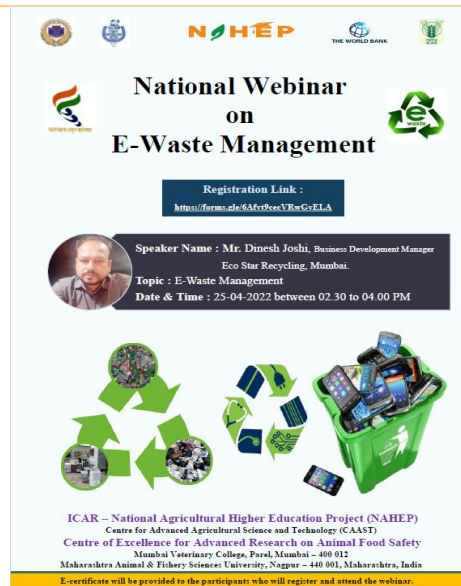 NAHEP
THE WORLD BANK
National Webinar
on
E-Waste Management
e
waste
Registration Link :
https://forms.gle/6Afvt9cecVRwGvELA
Speaker Name : Mr. Dinesh Joshi, Business Development Manager
Eco Star Recycling, Mumbai.
Topic : E-Waste Management
Date & Time : 25-04-2022 between 02.30 to 04.00 PM
ICAR – National Agricultural Higher Education Project (NAHEP)
Centre for Advanced Agricultural Science and Technology (CAAST)
Centre of Excellence for Advanced Research on Animal Food Safety
Mumbai Veterinary College, Parel, Mumbai – 400 012
Maharashtra Animal & Fishery Sciences University, Nagpur – 440 001, Maharashtra, India
E-certificate will be provided to the participants who will register and attend the webinar.